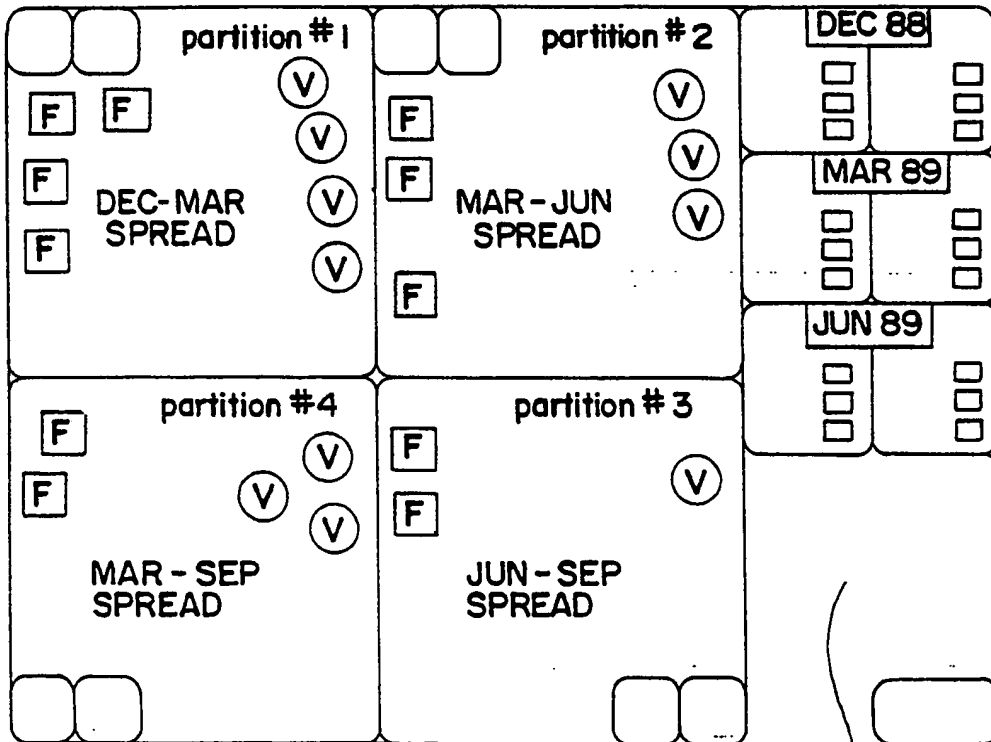 partition #1
F F V
V
F V
DEC-MAR
SPREAD
F V
partition #2
F V
F V
MAR-JUN
SPREAD
V
F
DEC 88
MAR 89
JUN 89
partition #4
F V
F V V
MAR-SEP
SPREAD
partition #3
F
V
F
JUN-SEP
SPREAD